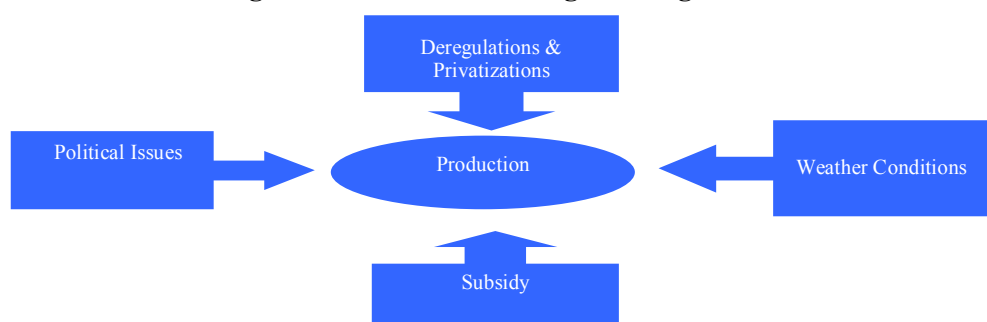 Deregulations &
Privatizations
Political Issues
Production
Weather Conditions
Subsidy